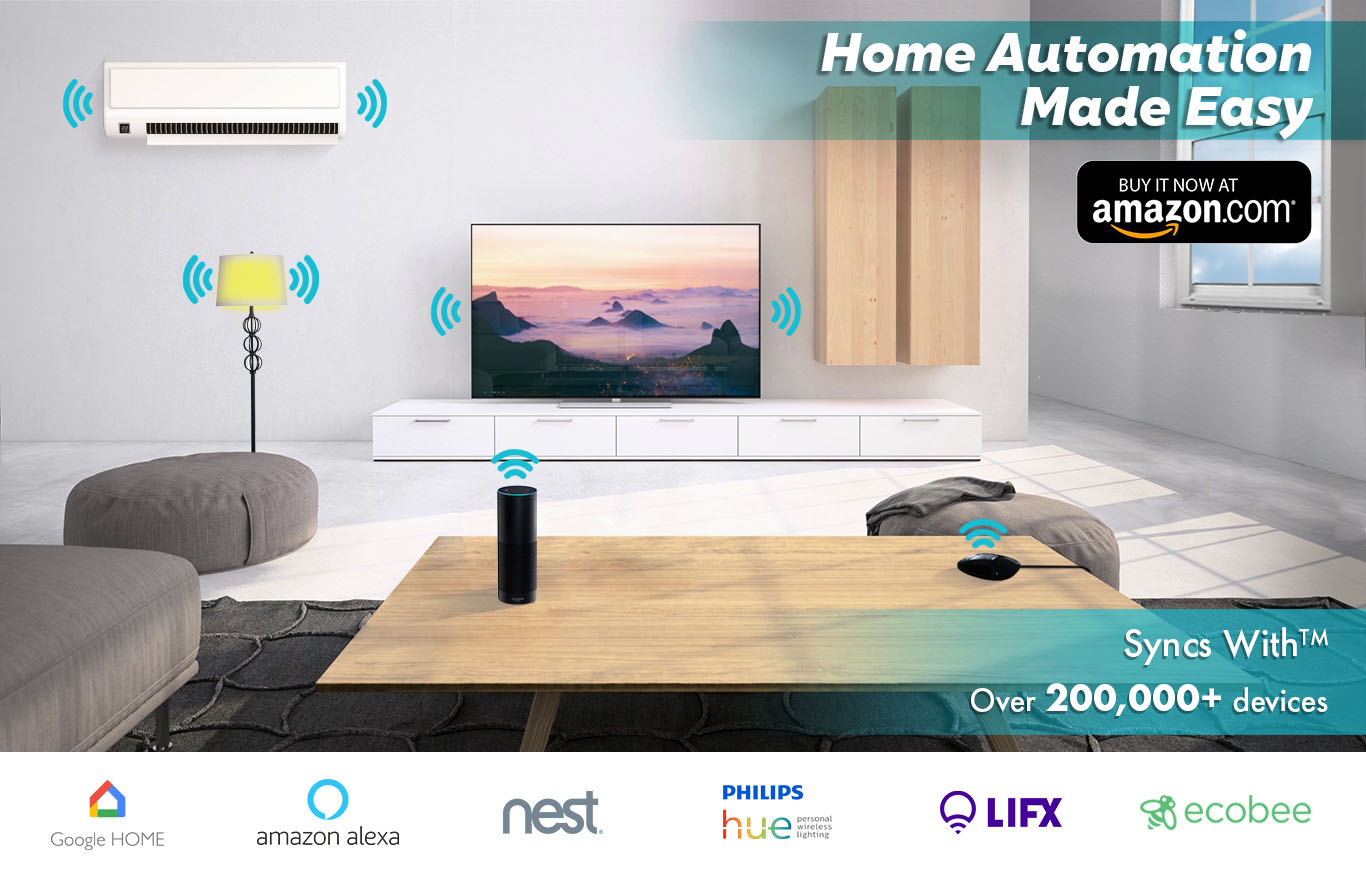 Home Automation
Made Easy
BUY IT NOW AT
amazon.com®
Syncs With™
Over 200,000+ devices
Google HOME
amazon alexa
nest.
PHILIPS
hue personal
wireless
lighting
LIFX
ecobee